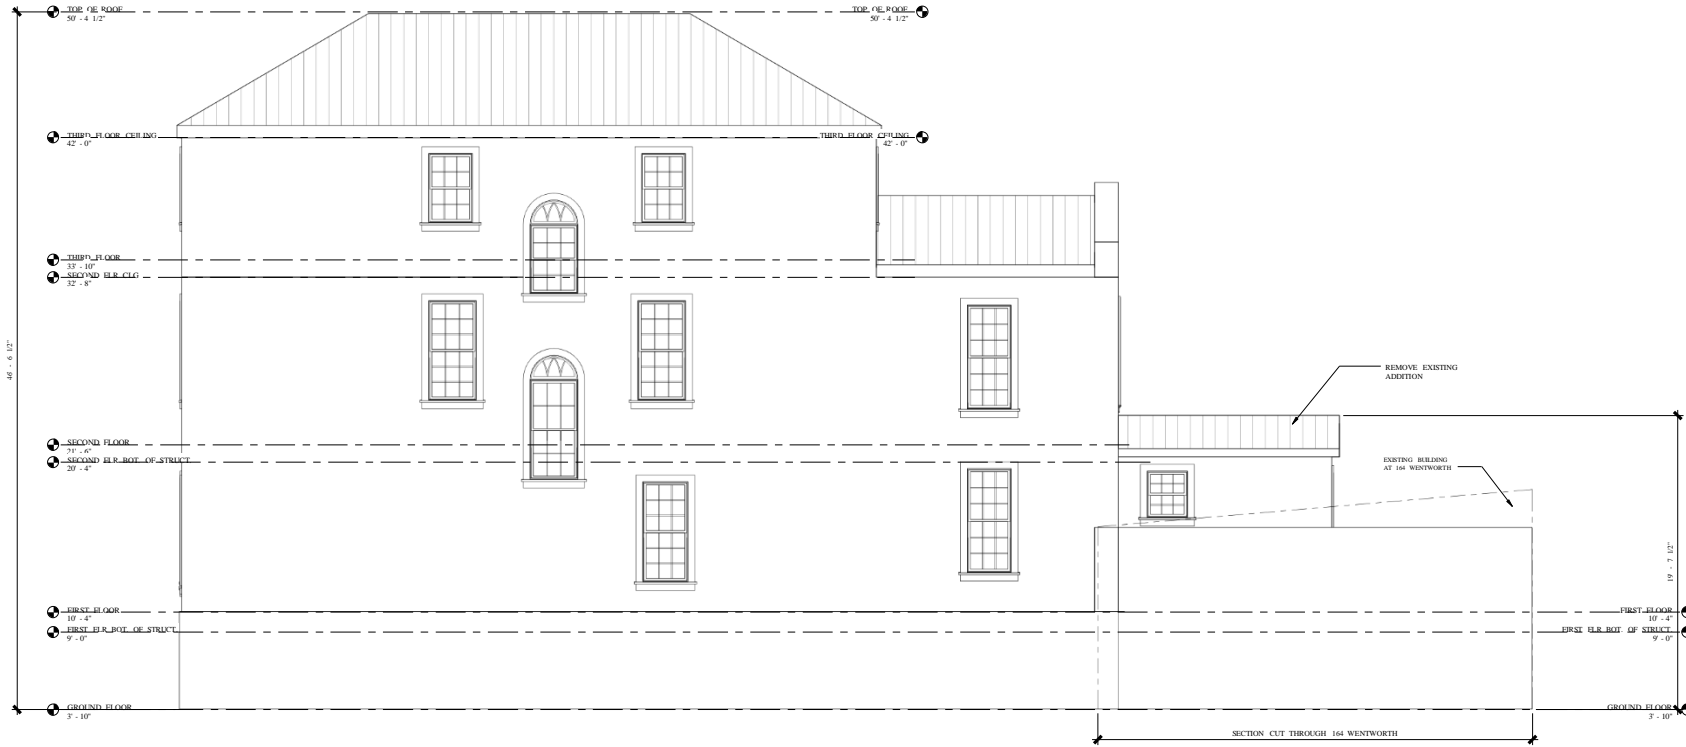 TOP OF ROOF
50' - 4 1/2"
TOP OF ROOF
50' - 4 1/2"
THIRD FLOOR CEILING
42' - 0"
THIRD FLOOR CEILING
42' - 0"
THIRD FLOOR
33' - 10"
SECOND FLR CLG
32' - 8"
46' - 6 1/2"
REMOVE EXISTING
ADDITION
SECOND FLOOR
21' - 6"
SECOND FLR BOT. OF STRUCT.
20' - 4"
EXISTING BUILDING
AT 164 WENTWORTH
19' - 7 1/2"
FIRST FLOOR
10' - 4"
FIRST FLOOR
10' - 4"
FIRST FLR BOT. OF STRUCT.
9' - 0"
FIRST FLR BOT. OF STRUCT.
9' - 0"
GROUND FLOOR
3' - 10"
GROUND FLOOR
3' - 10"
SECTION CUT THROUGH 164 WENTWORTH